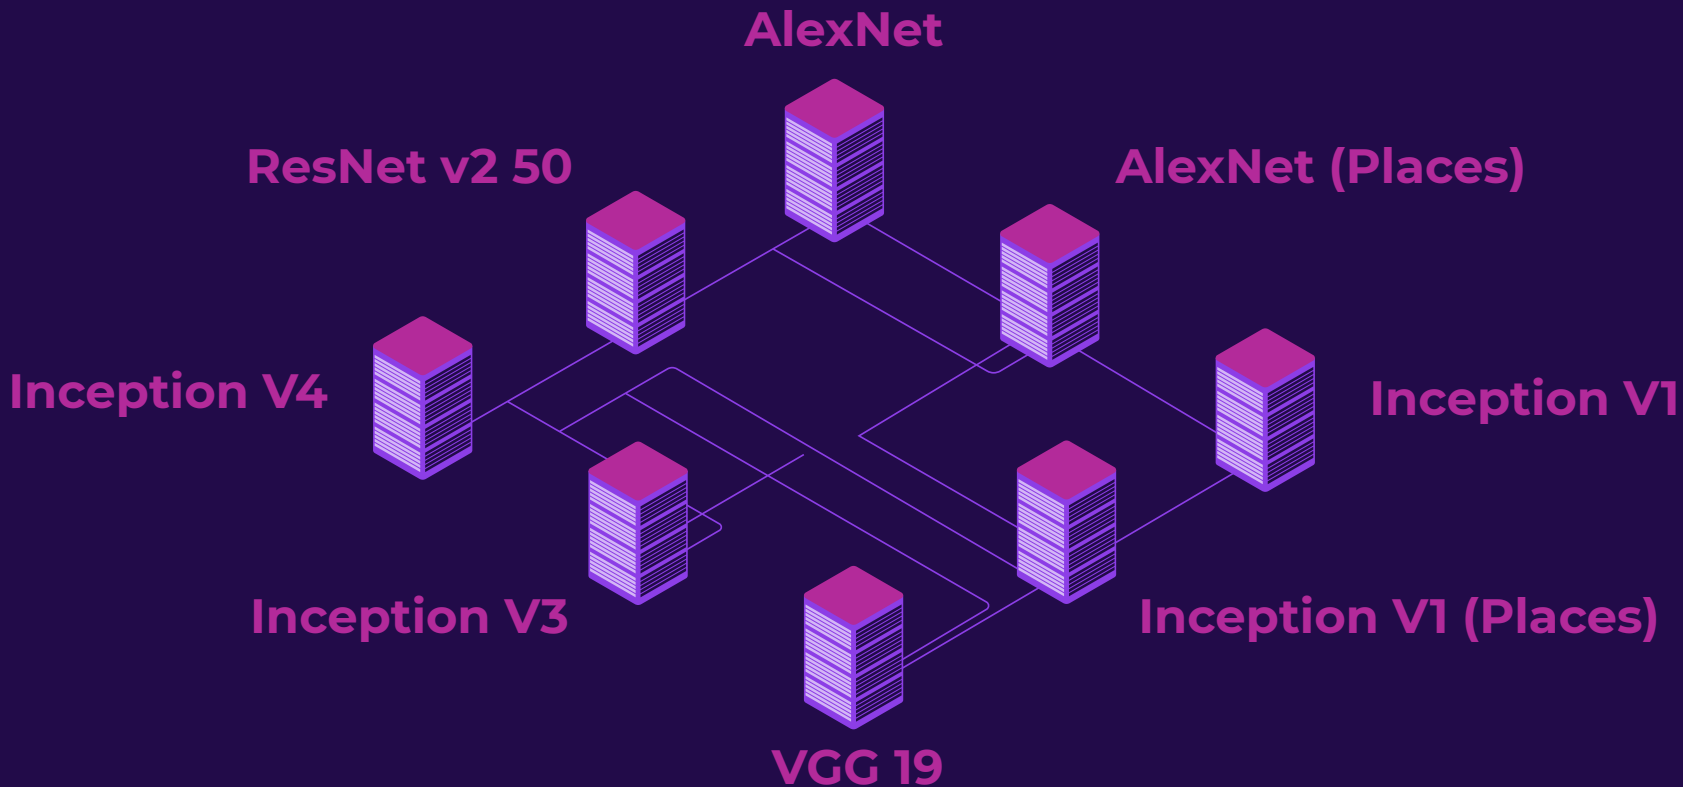 AlexNet
ResNet v2 50
AlexNet (Places)
Inception V4
Inception V1
Inception V3
Inception V1 (Places)
VGG 19